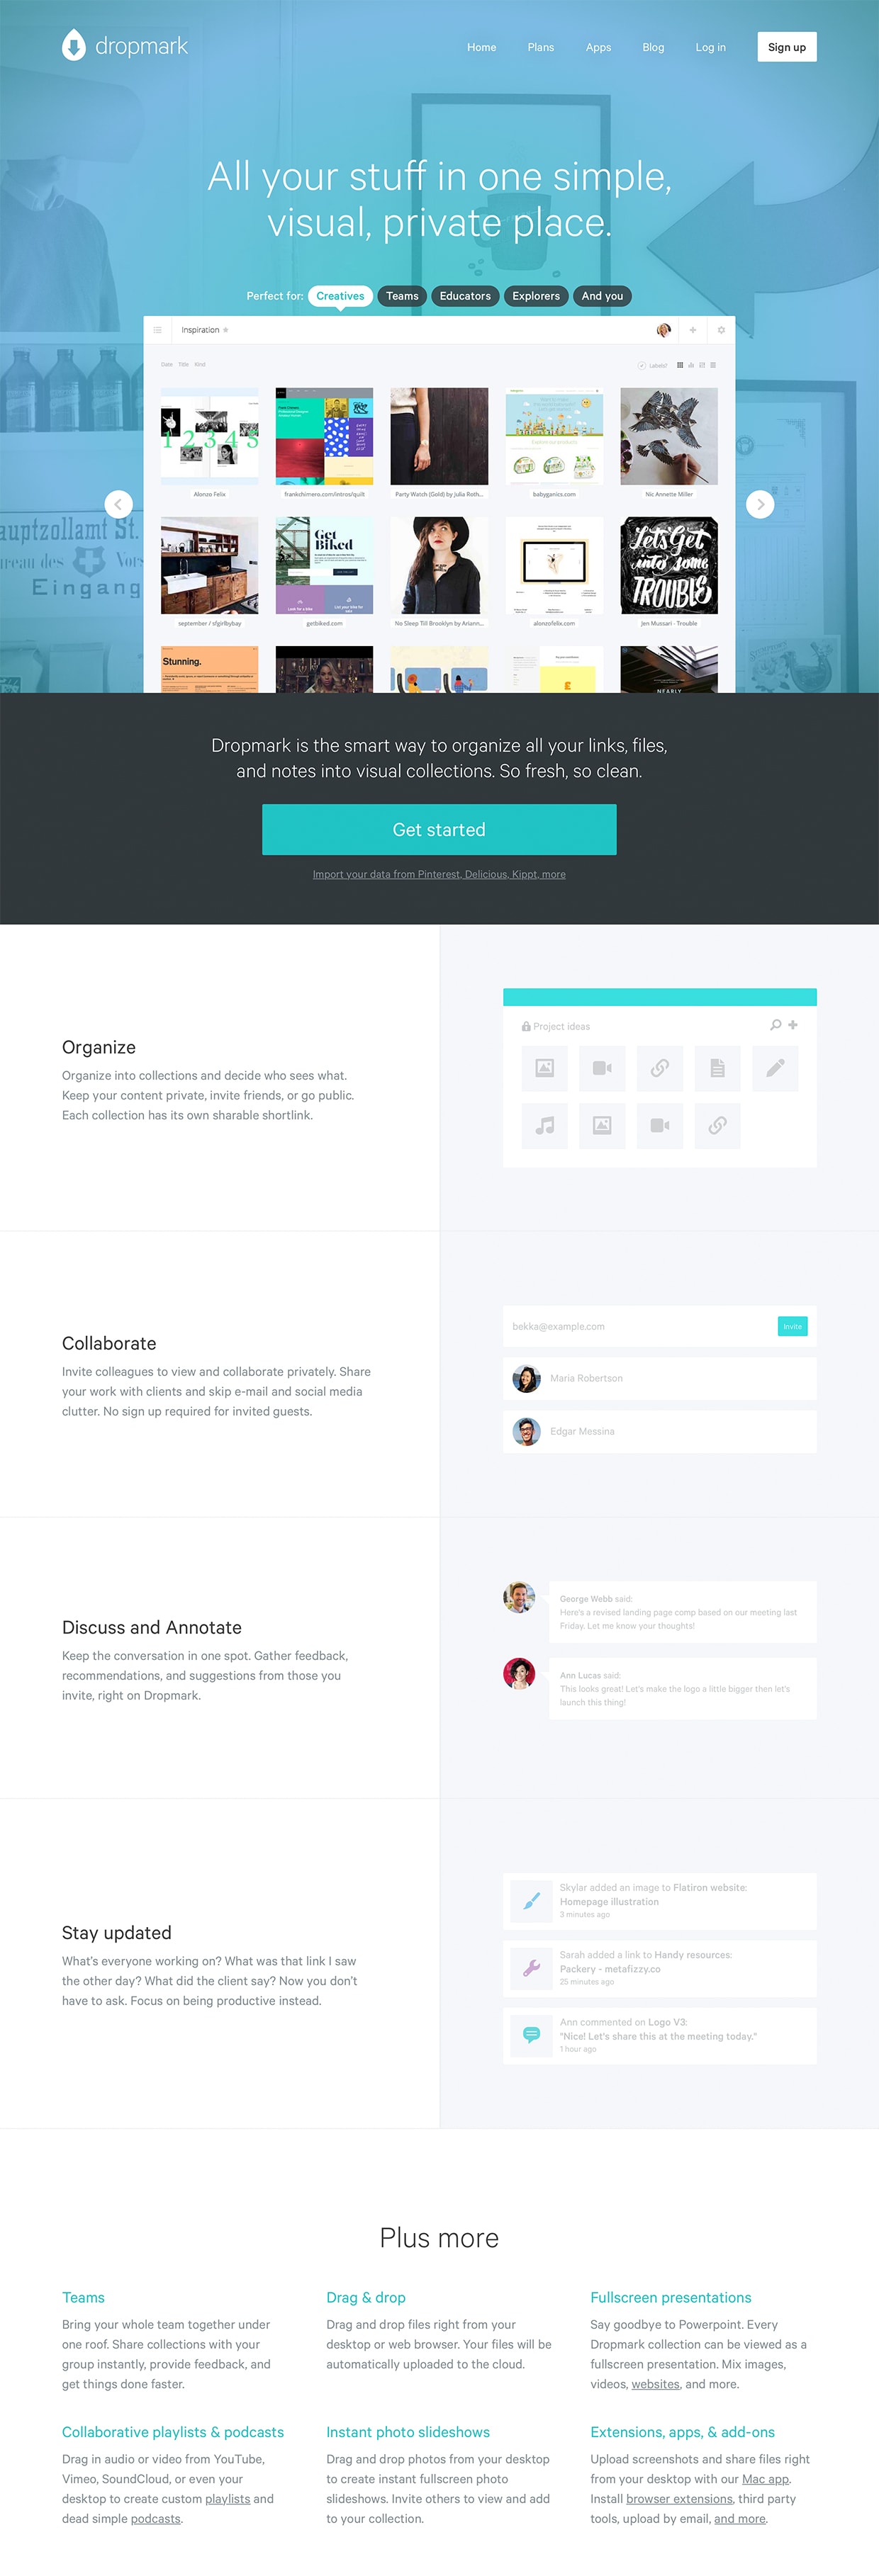 dropmark
Home Plans Apps Blog Log in Sign up
All your stuff in one simple,
visual, private place.
Perfect for: Creatives Teams Educators Explorers And you
Inspiration
Date Title Kind
Labels?
1 2 3 4 5
Alonzo Felix
frankchimero.com/intros/quilt
Party Watch (Gold) by Julia Roth...
babyganics.com
Nic Annette Miller
auptzollamt St.
Eingang
Get
Biked
Let's Get
into some
TROUBLE
september / sfgirlbybay
getbiked.com
No Sleep Till Brooklyn by Ariann...
alonzofelix.com
Jen Mussari - Trouble
Stunning.
NEARLY
Dropmark is the smart way to organize all your links, files,
and notes into visual collections. So fresh, so clean.
Get started
Import your data from Pinterest, Delicious, Kippt, more
Organize
Organize into collections and decide who sees what.
Keep your content private, invite friends, or go public.
Each collection has its own sharable shortlink.
Project ideas
Collaborate
Invite colleagues to view and collaborate privately. Share
your work with clients and skip e-mail and social media
clutter. No sign up required for invited guests.
bekka@example.com
Invite
Maria Robertson
Edgar Messina
Discuss and Annotate
Keep the conversation in one spot. Gather feedback,
recommendations, and suggestions from those you
invite, right on Dropmark.
George Webb said:
Here's a revised landing page comp based on our meeting last
Friday. Let me know your thoughts!
Ann Lucas said:
This looks great! Let's make the logo a little bigger then let's
launch this thing!
Stay updated
What's everyone working on? What was that link I saw
the other day? What did the client say? Now you don't
have to ask. Focus on being productive instead.
Skylar added an image to Flatiron website:
Homepage illustration
3 minutes ago
Sarah added a link to Handy resources:
Packery - metafizzy.co
25 minutes ago
Ann commented on Logo V3:
"Nice! Let's share this at the meeting today."
1 hour ago
Plus more
Teams
Bring your whole team together under
one roof. Share collections with your
group instantly, provide feedback, and
get things done faster.
Drag & drop
Drag and drop files right from your
desktop or web browser. Your files will be
automatically uploaded to the cloud.
Fullscreen presentations
Say goodbye to Powerpoint. Every
Dropmark collection can be viewed as a
fullscreen presentation. Mix images,
videos, websites, and more.
Collaborative playlists & podcasts
Drag in audio or video from YouTube,
Vimeo, SoundCloud, or even your
desktop to create custom playlists and
dead simple podcasts.
Instant photo slideshows
Drag and drop photos from your desktop
to create instant fullscreen photo
slideshows. Invite others to view and add
to your collection.
Extensions, apps, & add-ons
Upload screenshots and share files right
from your desktop with our Mac app.
Install browser extensions, third party
tools, upload by email, and more.